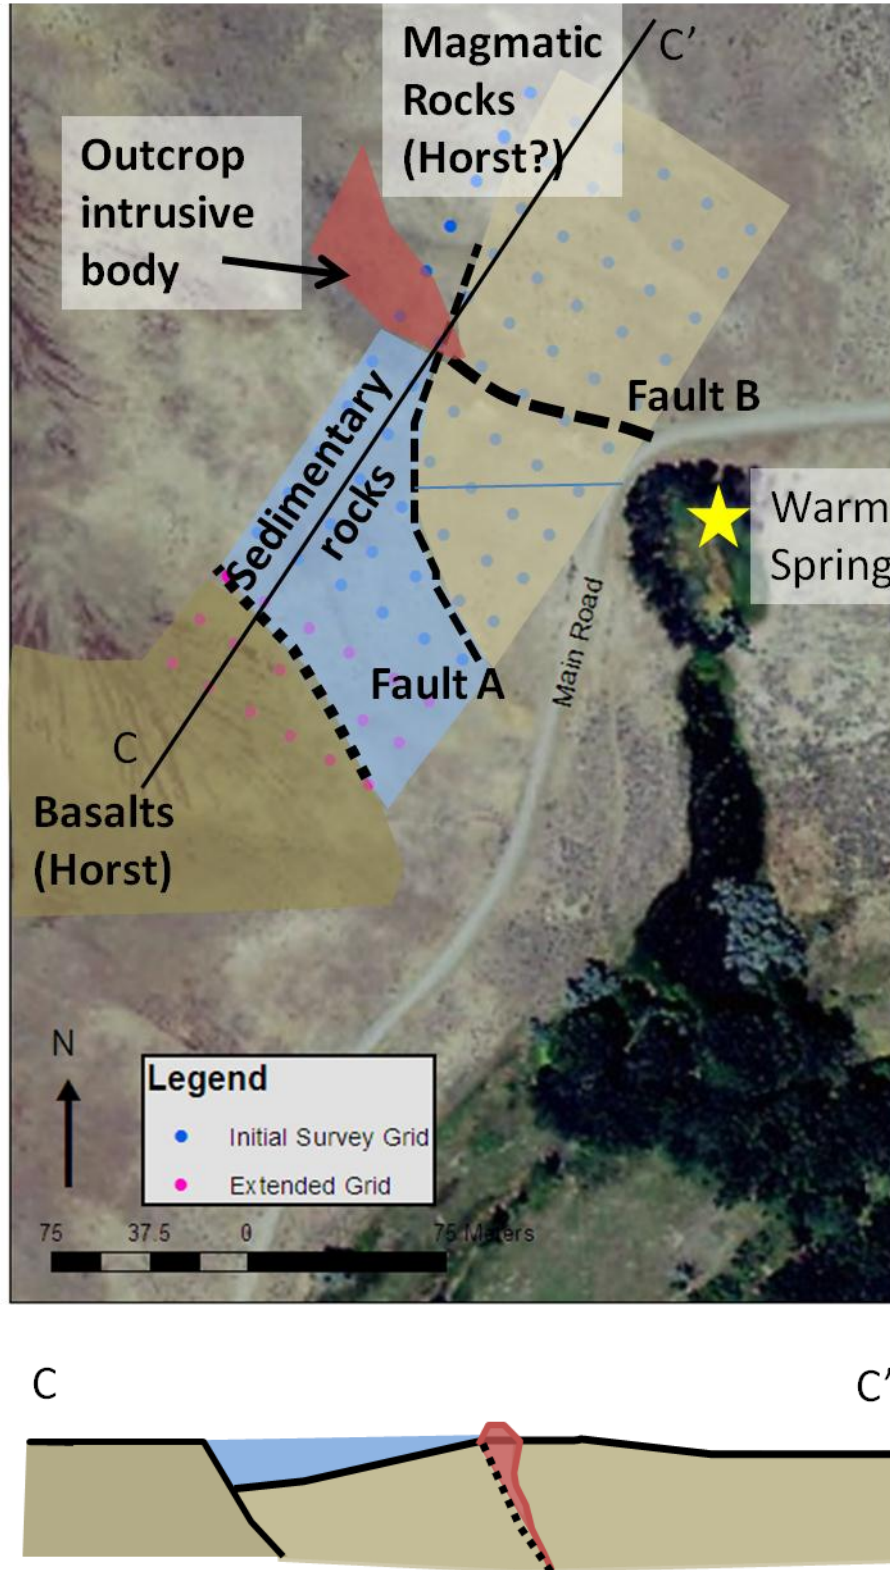 Magmatic
Rocks
(Horst?)
C'
Outcrop
intrusive
body
Fault B
Sedimentary
rocks
Warm
Spring
Main Road
Fault A
C
Basalts
(Horst)
N
Legend
Initial Survey Grid
Extended Grid
75 37.5 0 75 Meters
C C'